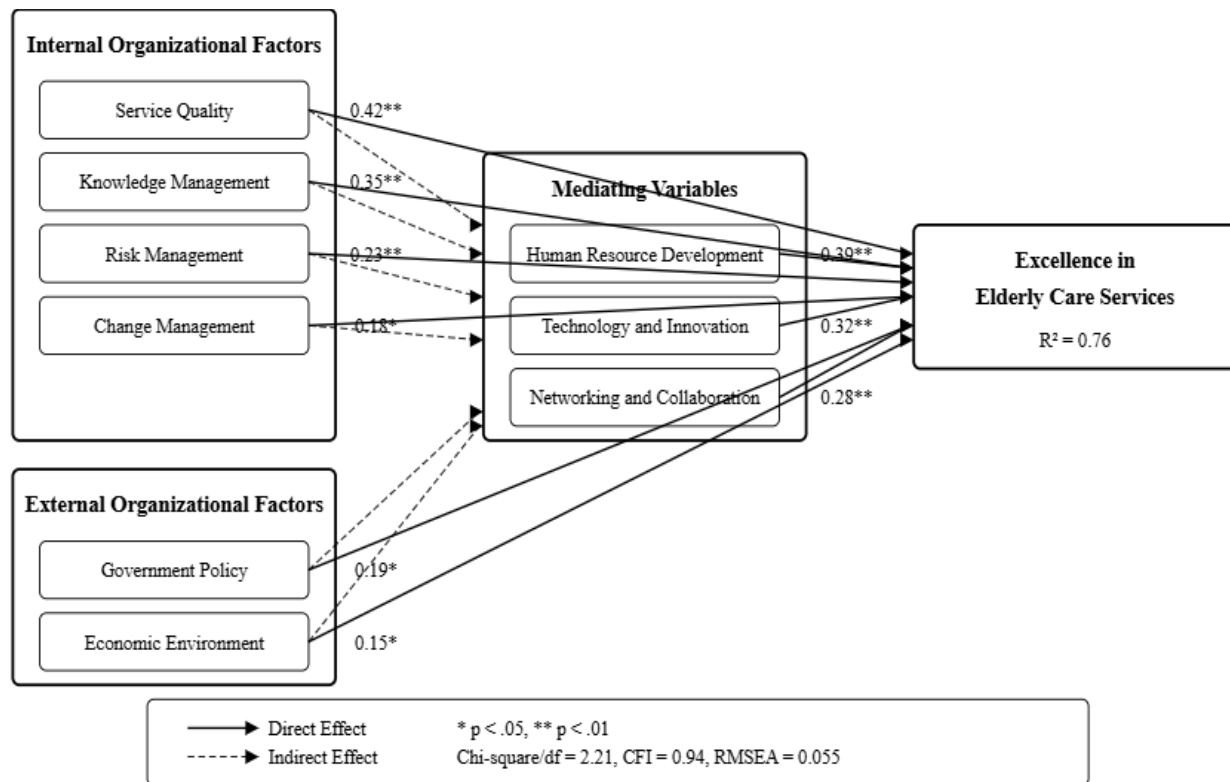 Internal Organizational Factors
Service Quality
0.42**
Knowledge Management
0.35**
Risk Management
0.23**
Change Management
0.18*
Mediating Variables
Human Resource Development
0.39**
Technology and Innovation
0.32**
Networking and Collaboration
0.28**
Excellence in
Elderly Care Services
R² = 0.76
External Organizational Factors
Government Policy
0.19*
Economic Environment
0.15*
Direct Effect
* p < .05, ** p < .01
Indirect Effect
Chi-square/df = 2.21, CFI = 0.94, RMSEA = 0.055